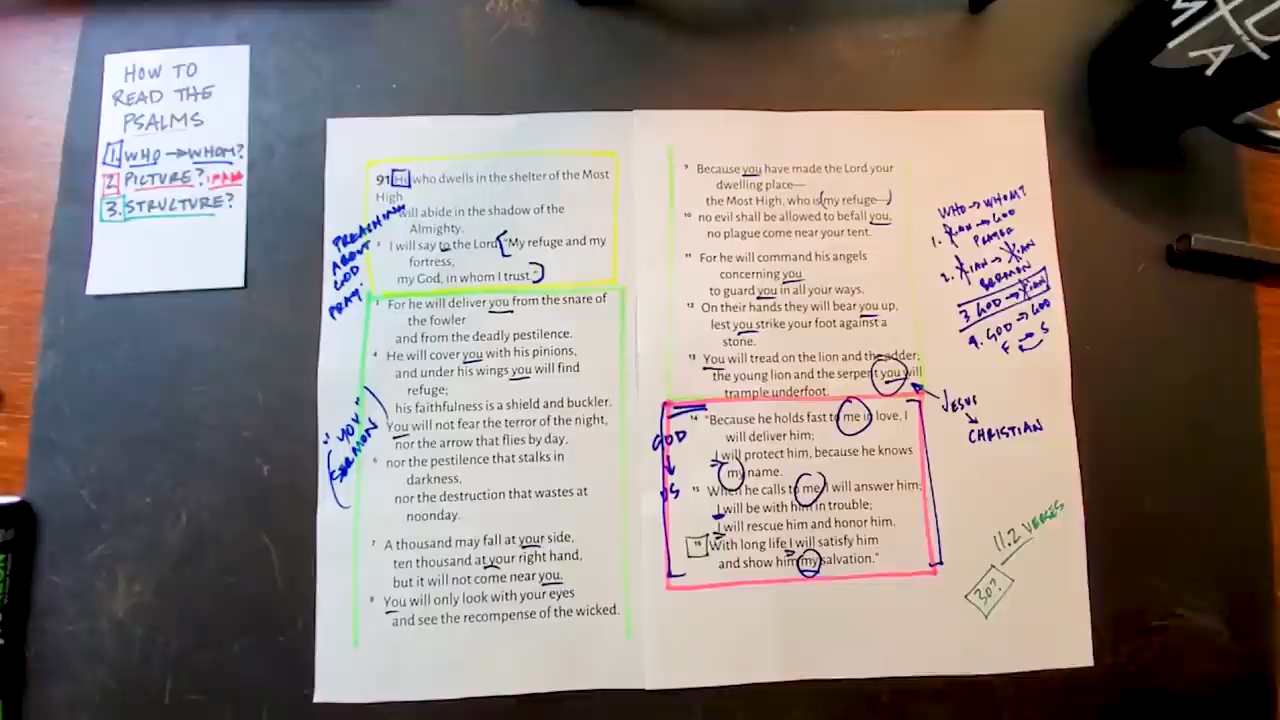 HOW TO
READ THE
PSALMS
1. WHO → WHOM?
2. PICTURE?
3. STRUCTURE?
91 He who dwells in the shelter of the Most
High
will abide in the shadow of the
Almighty.
2 I will say to the Lord, "My refuge and my
fortress,
my God, in whom I trust."
3 For he will deliver you from the snare of
the fowler
and from the deadly pestilence.
4 He will cover you with his pinions,
and under his wings you will find
refuge;
his faithfulness is a shield and buckler.
5 You will not fear the terror of the night,
nor the arrow that flies by day,
6 nor the pestilence that stalks in
darkness,
nor the destruction that wastes at
noonday.
7 A thousand may fall at your side,
ten thousand at your right hand,
but it will not come near you.
8 You will only look with your eyes
and see the recompense of the wicked.
PREACHING
ABOUT
GOD
PRAY.
"YOU"
SERMON
9 Because you have made the Lord your
dwelling place—
the Most High, who is my refuge—
10 no evil shall be allowed to befall you,
no plague come near your tent.
11 For he will command his angels
concerning you
to guard you in all your ways.
12 On their hands they will bear you up,
lest you strike your foot against a
stone.
13 You will tread on the lion and the adder;
the young lion and the serpent you will
trample underfoot.
14 "Because he holds fast to me in love, I
will deliver him;
I will protect him, because he knows
my name.
15 When he calls to me, I will answer him;
I will be with him in trouble;
I will rescue him and honor him.
16 With long life I will satisfy him
and show him my salvation."
GOD
↓
US
WHO → WHOM?
1. XIAN → GOD
PRAYER
2. XIAN → XIAN
SERMON
3 GOD → XIAN
4. GOD → GOD
F → S
JESUS
↘
CHRISTIAN
11.2 VERSES
30?